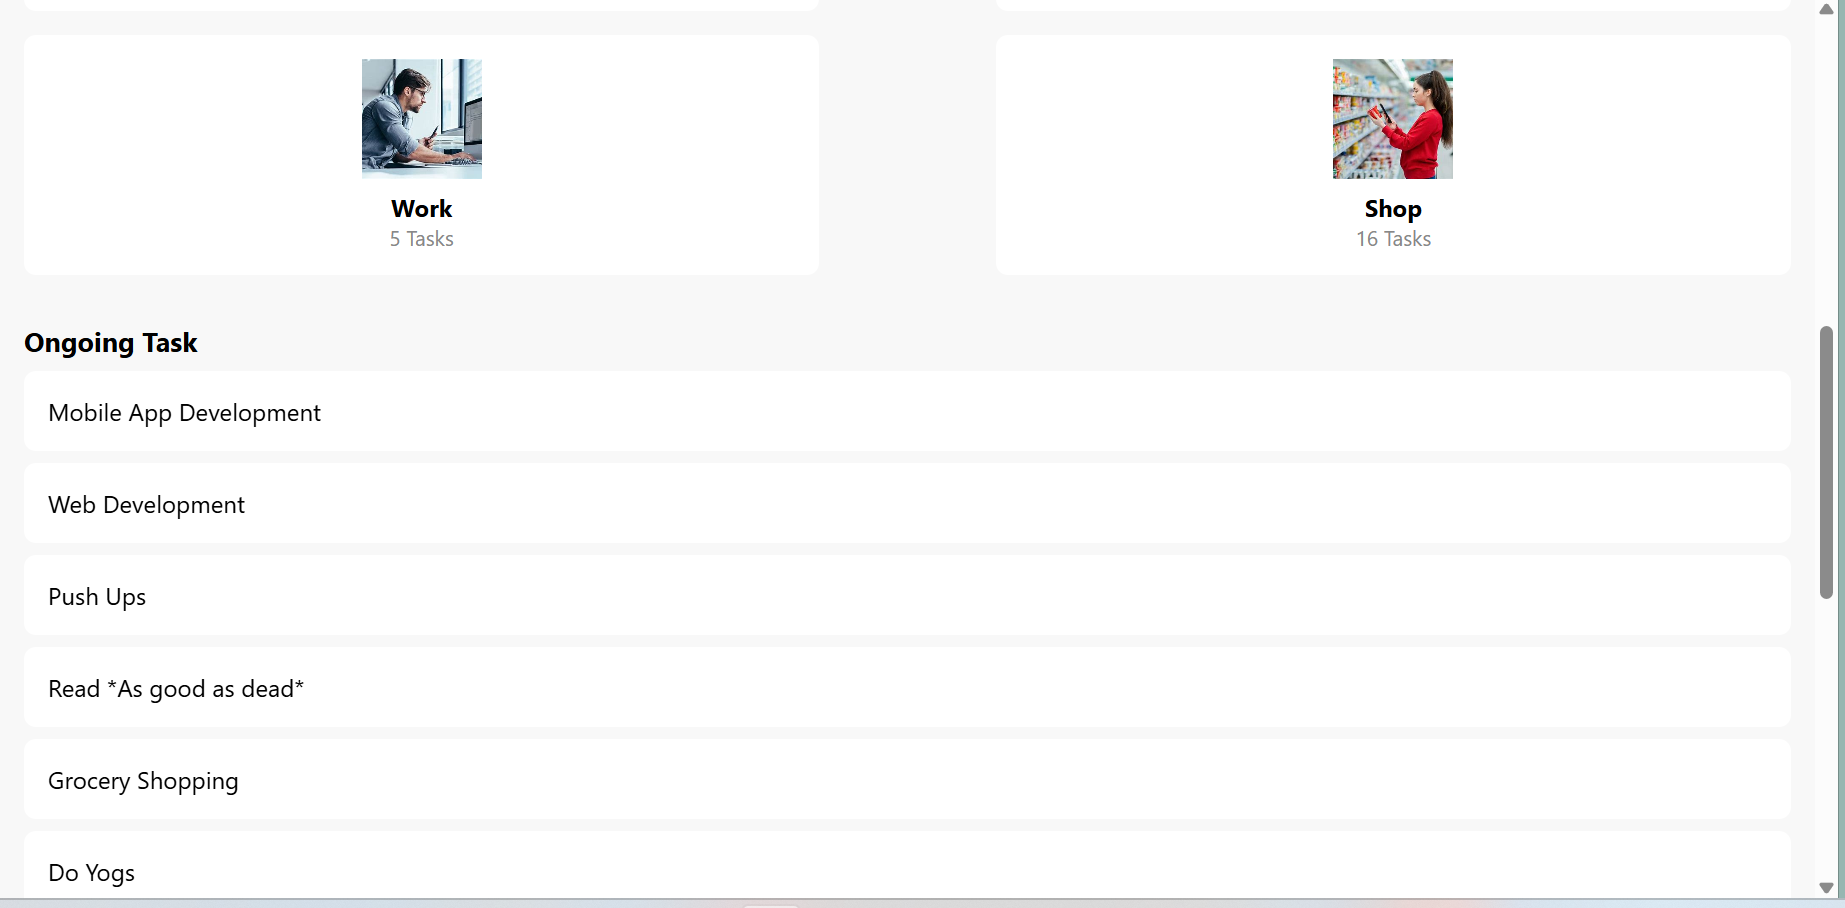 Work
5 Tasks
Shop
16 Tasks
Ongoing Task
Mobile App Development
Web Development
Push Ups
Read *As good as dead*
Grocery Shopping
Do Yogs